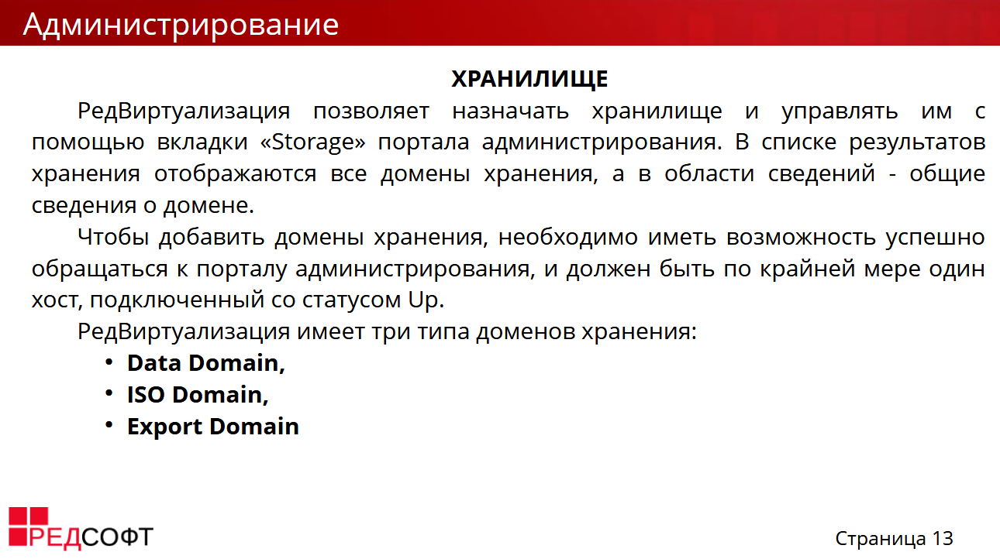 Администрирование
ХРАНИЛИЩЕ
РедВиртуализация позволяет назначать хранилище и управлять им с
помощью вкладки «Storage» портала администрирования. В списке результатов
хранения отображаются все домены хранения, а в области сведений - общие
сведения о домене.
Чтобы добавить домены хранения, необходимо иметь возможность успешно
обращаться к порталу администрирования, и должен быть по крайней мере один
хост, подключенный со статусом Up.
РедВиртуализация имеет три типа доменов хранения:
• Data Domain,
• ISO Domain,
• Export Domain
РЕДСОФТ
Страница 13